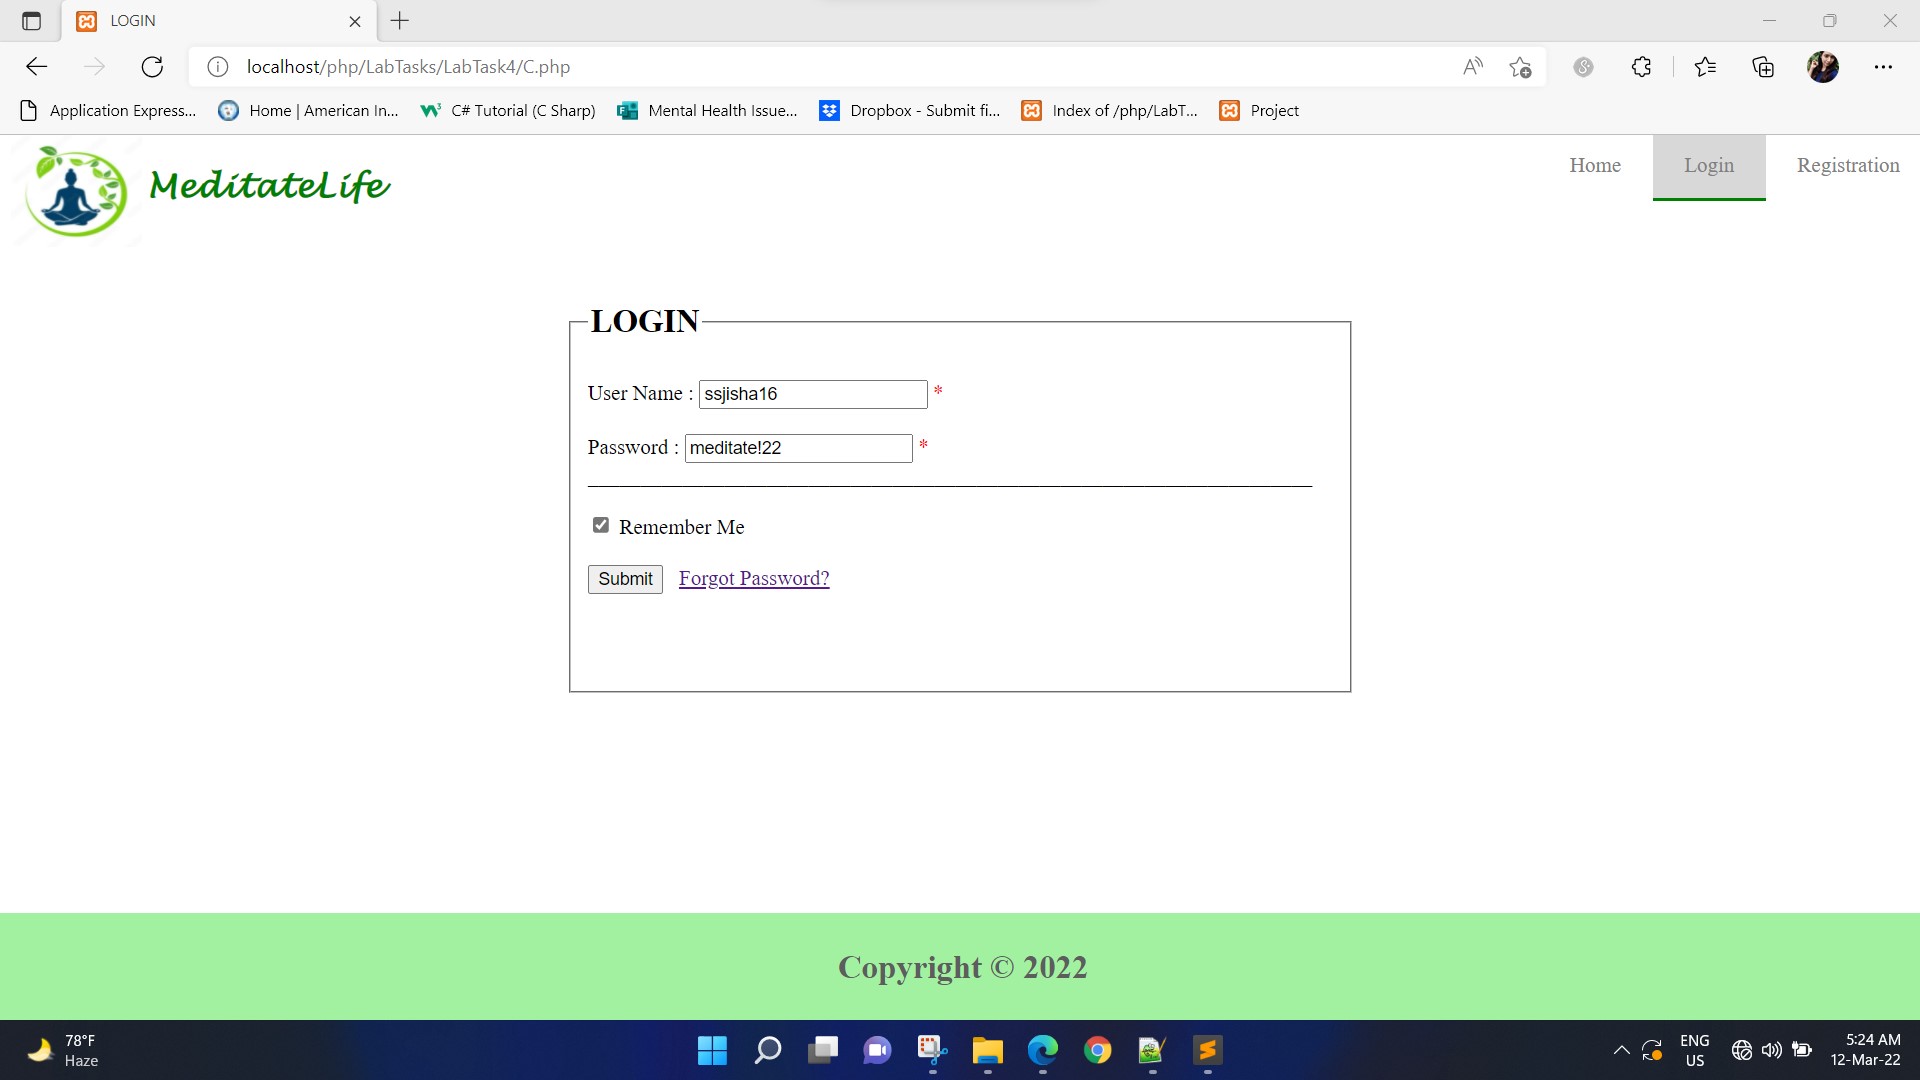 LOGIN
localhost/php/LabTasks/LabTask4/C.php
Application Express... Home | American In... C# Tutorial (C Sharp) Mental Health Issue... Dropbox - Submit fi... Index of /php/LabT... Project
MeditateLife
Home Login Registration
LOGIN
User Name : ssjisha16 *
Password : meditate!22 *
Remember Me
Submit Forgot Password?
Copyright © 2022
78°F
Haze
ENG
US
5:24 AM
12-Mar-22